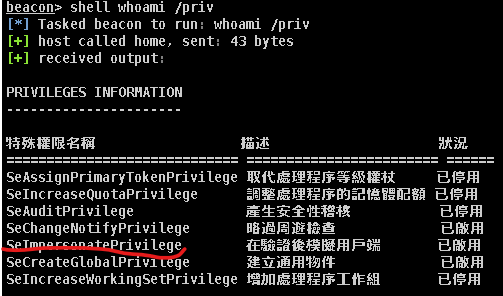 beacon> shell whoami /priv
[*] Tasked beacon to run: whoami /priv
[+] host called home, sent: 43 bytes
[+] received output:
PRIVILEGES INFORMATION
----------------------
特殊權限名稱 描述 狀況
============================= ========================= ======
SeAssignPrimaryTokenPrivilege 取代處理程序等級權杖 已停用
SeIncreaseQuotaPrivilege 調整處理程序的記憶體配額 已停用
SeAuditPrivilege 產生安全性稽核 已停用
SeChangeNotifyPrivilege 略過周遊檢查 已啟用
SeImpersonatePrivilege 在驗證後模擬用戶端 已啟用
SeCreateGlobalPrivilege 建立通用物件 已啟用
SeIncreaseWorkingSetPrivilege 增加處理程序工作組 已停用